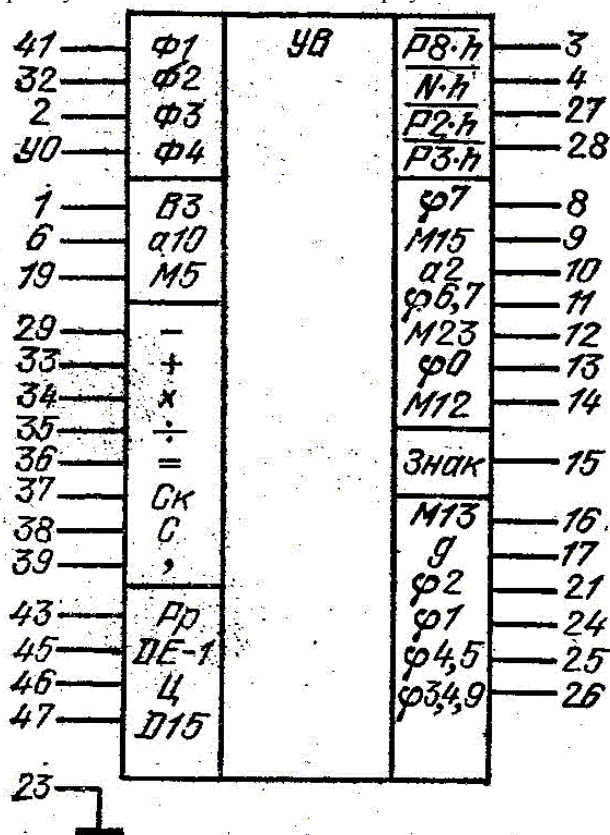 41 Ф1 УВ P8·h 3
32 Ф2 N·h 4
2 Ф3 P2·h 27
У0 Ф4 P3·h 28
1 В3 φ7 8
6 а10 М15 9
19 М5 а2 10
φ6,7 11
29 − М23 12
33 + φ0 13
34 × М12 14
35 ÷
36 = Знак 15
37 Ск
38 С М13 16
39 , g 17
φ2 21
43 Рр φ1 24
45 DE-1 φ4,5 25
46 Ц φ3,4,9 26
47 D15
23